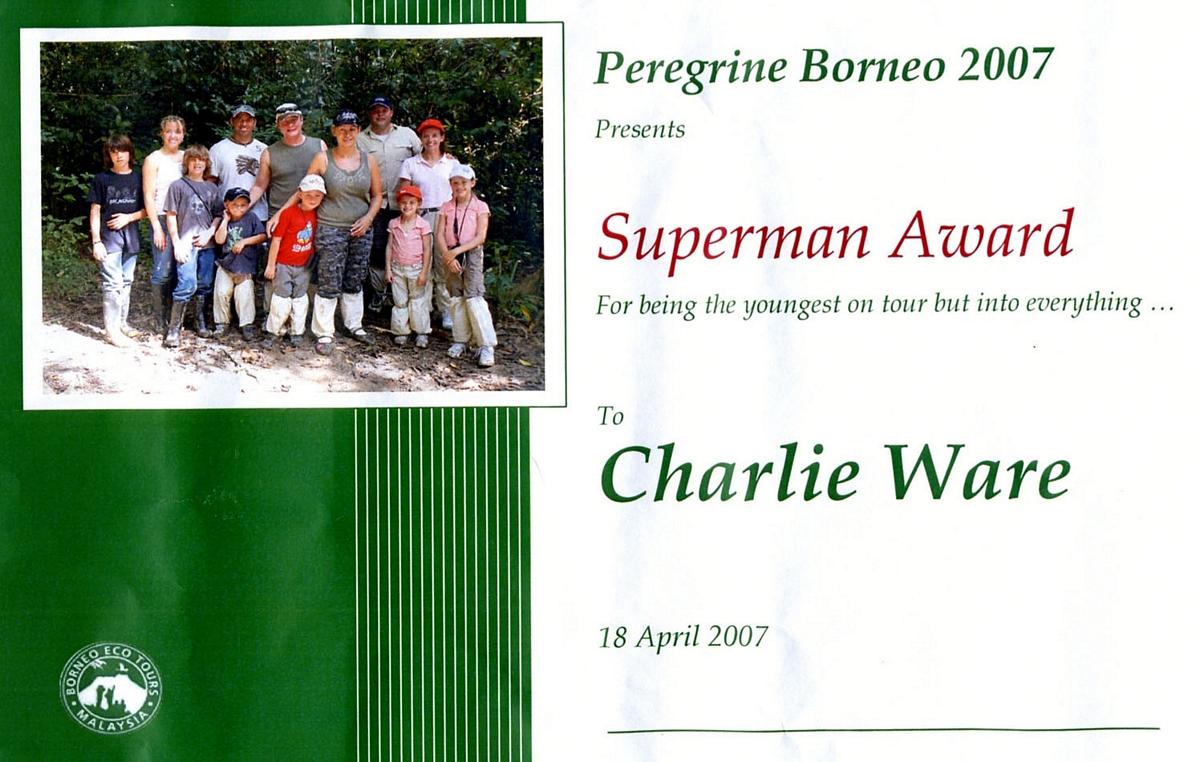 Peregrine Borneo 2007
Presents
Superman Award
For being the youngest on tour but into everything ...
To
Charlie Ware
18 April 2007
BORNEO ECO TOURS
MALAYSIA